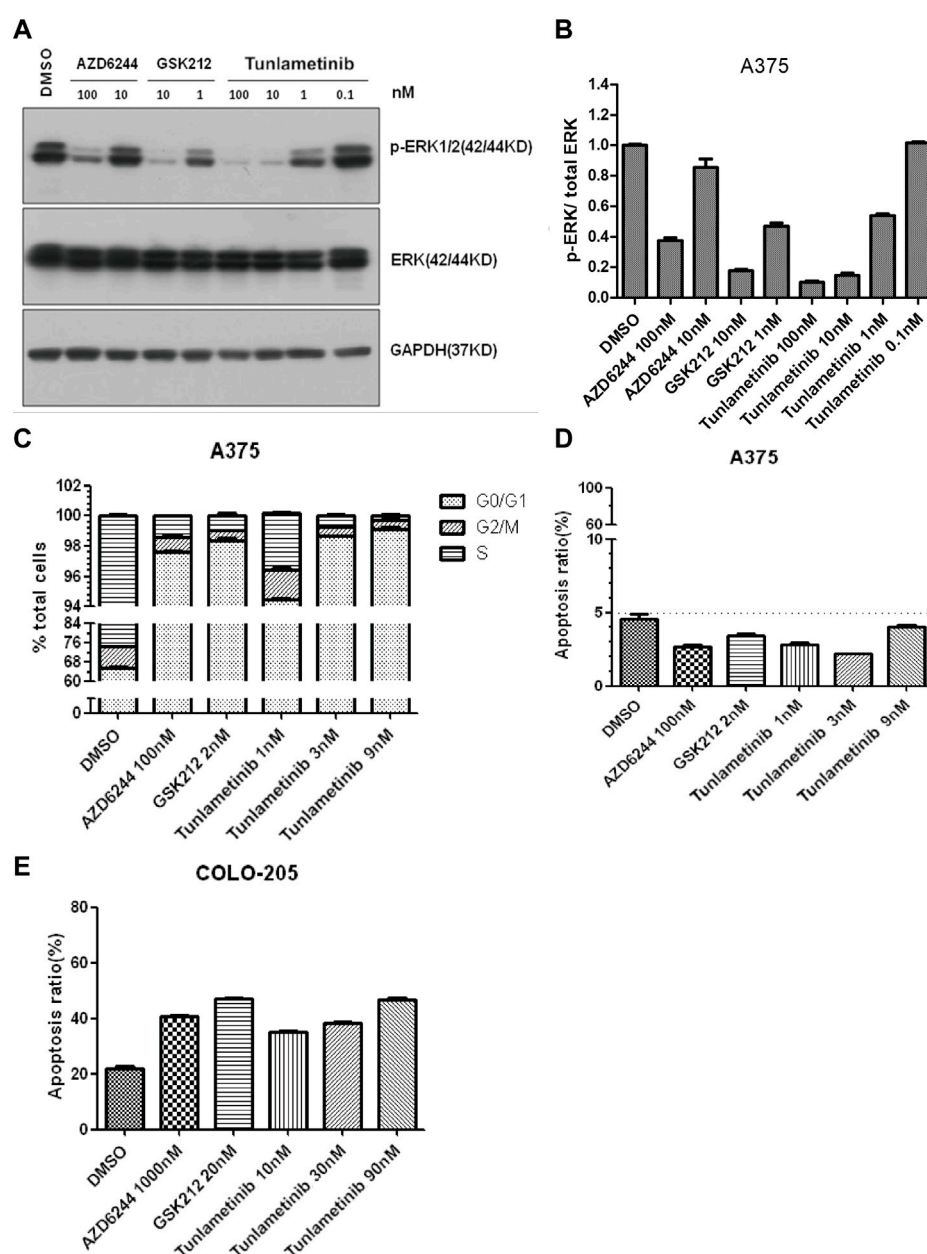 A
DMSO
AZD6244 GSK212 Tunlametinib
100 10 10 1 100 10 1 0.1 nM
p-ERK1/2(42/44KD)
ERK(42/44KD)
GAPDH(37KD)
B
A375
p-ERK/ total ERK
1.4
1.2
1.0
0.8
0.6
0.4
0.2
0.0
DMSO
AZD6244 100nM
AZD6244 10nM
GSK212 10nM
GSK212 1nM
Tunlametinib 100nM
Tunlametinib 10nM
Tunlametinib 1nM
Tunlametinib 0.1nM
C
A375
% total cells
102
100
98
96
94
84
76
68
60
0
G0/G1
G2/M
S
DMSO
AZD6244 100nM
GSK212 2nM
Tunlametinib 1nM
Tunlametinib 3nM
Tunlametinib 9nM
D
A375
Apoptosis ratio(%)
100
60
10
5
0
DMSO
AZD6244 100nM
GSK212 2nM
Tunlametinib 1nM
Tunlametinib 3nM
Tunlametinib 9nM
E
COLO-205
Apoptosis ratio(%)
80
60
40
20
0
DMSO
AZD6244 1000nM
GSK212 20nM
Tunlametinib 10nM
Tunlametinib 30nM
Tunlametinib 90nM